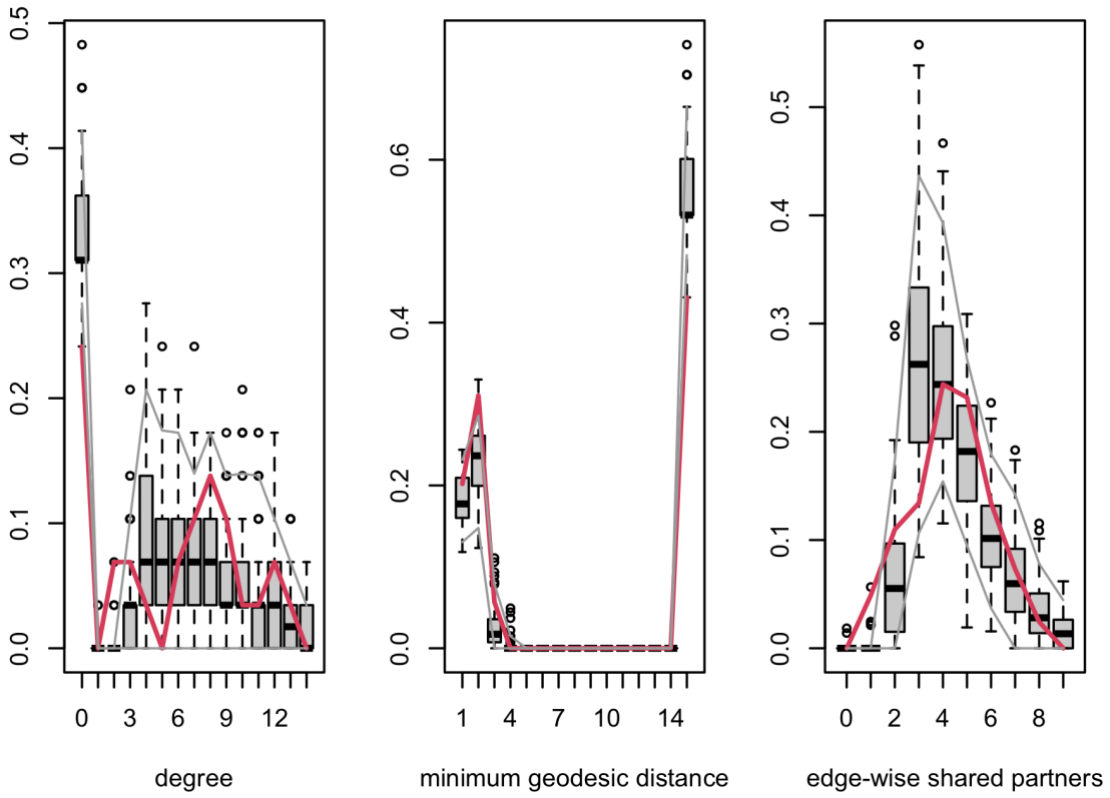 0.0 0.1 0.2 0.3 0.4 0.5
0 3 6 9 12
degree
0.0 0.2 0.4 0.6
1 4 7 10 14
minimum geodesic distance
0.0 0.1 0.2 0.3 0.4 0.5
0 2 4 6 8
edge-wise shared partners